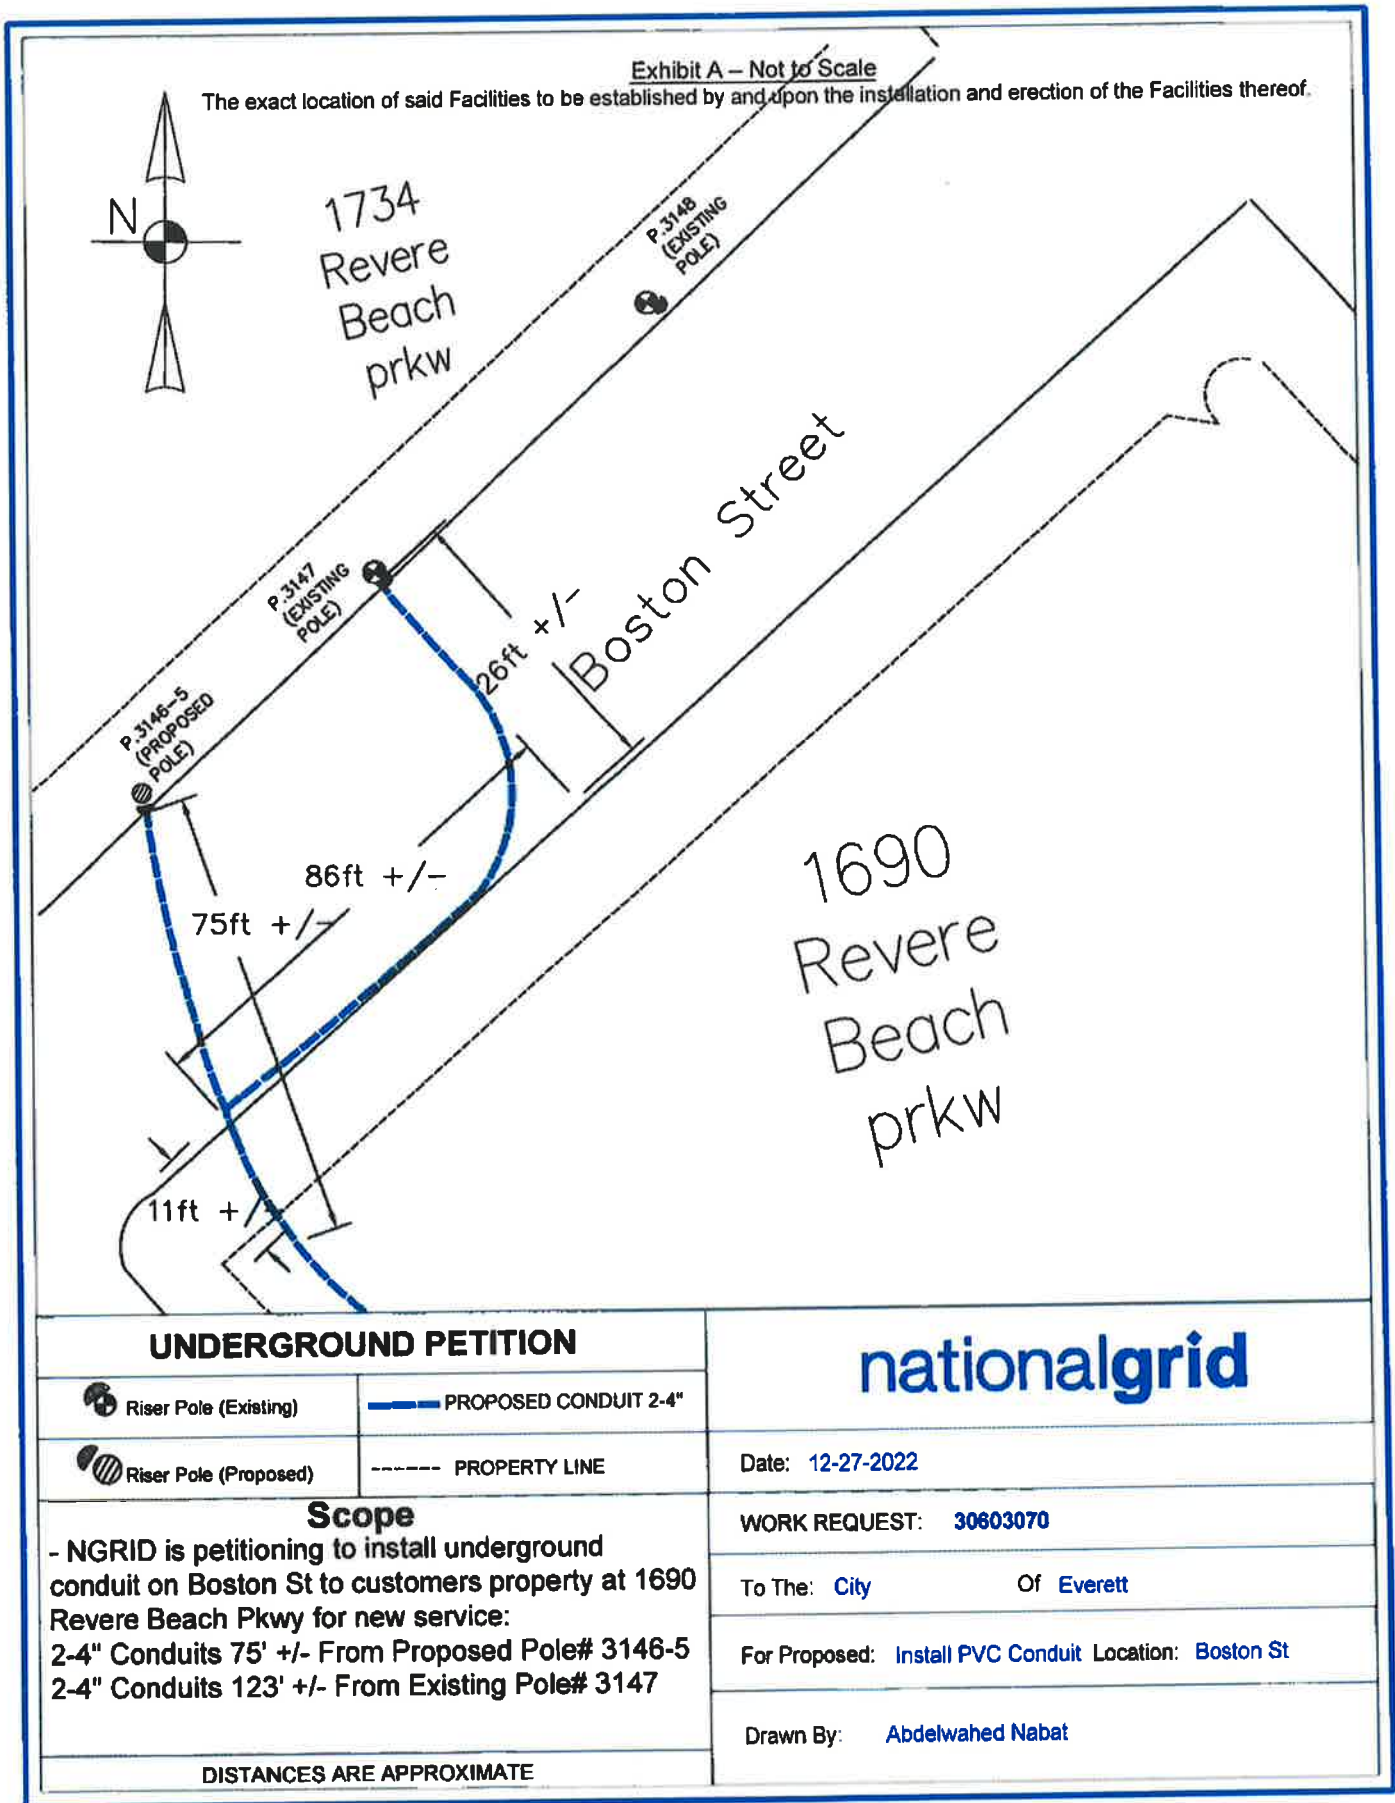 Exhibit A – Not to Scale
The exact location of said Facilities to be established by and upon the installation and erection of the Facilities thereof.
N
1734
Revere
Beach
prkw
P.3148
(EXISTING
POLE)
Boston Street
P.3147
(EXISTING
POLE)
26ft +/-
P.3146-5
(PROPOSED
POLE)
86ft +/-
75ft +/-
1690
Revere
Beach
prkw
11ft +/-
UNDERGROUND PETITION
Riser Pole (Existing)
PROPOSED CONDUIT 2-4"
Riser Pole (Proposed)
PROPERTY LINE
Scope
- NGRID is petitioning to install underground
conduit on Boston St to customers property at 1690
Revere Beach Pkwy for new service:
2-4" Conduits 75' +/- From Proposed Pole# 3146-5
2-4" Conduits 123' +/- From Existing Pole# 3147
DISTANCES ARE APPROXIMATE
nationalgrid
Date: 12-27-2022
WORK REQUEST: 30603070
To The: City Of Everett
For Proposed: Install PVC Conduit Location: Boston St
Drawn By: Abdelwahed Nabat